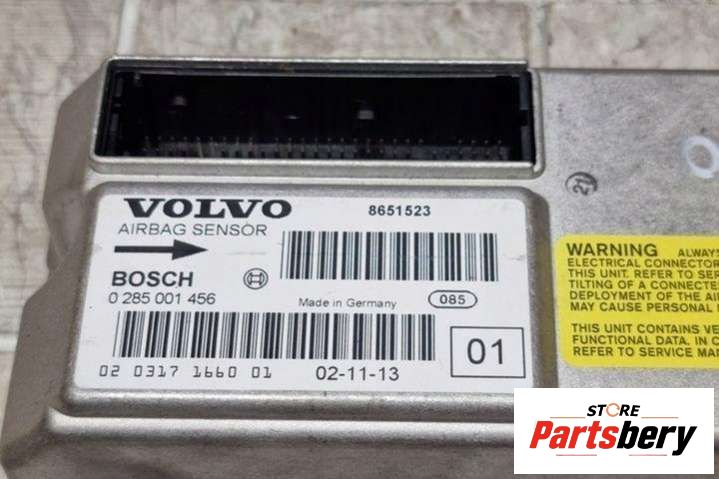 VOLVO
8651523
AIRBAG SENSOR
BOSCH
0 285 001 456
Made in Germany
085
02 0317 1660 01
02-11-13
01
21
WARNING ALWAYS
ELECTRICAL CONNECTOR
THIS UNIT. REFER TO SER
TILTING OF A CONNECTE
DEPLOYMENT OF THE AI
MAY CAUSE PERSONAL
THIS UNIT CONTAINS VE
FUNCTIONAL DATA. IN C
REFER TO SERVICE MAN
STORE
Partsbery